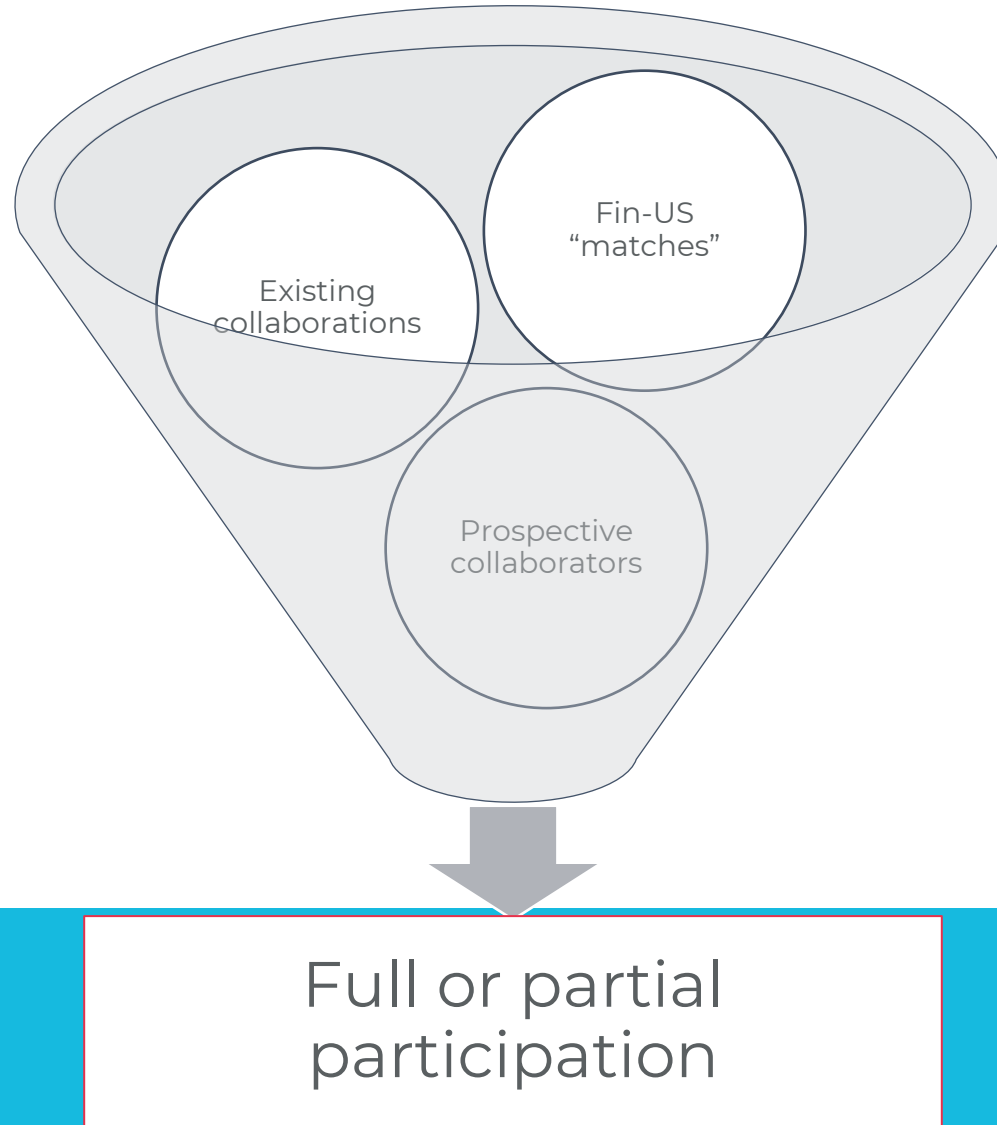 Fin-US
“matches”
Existing
collaborations
Prospective
collaborators
Full or partial
participation